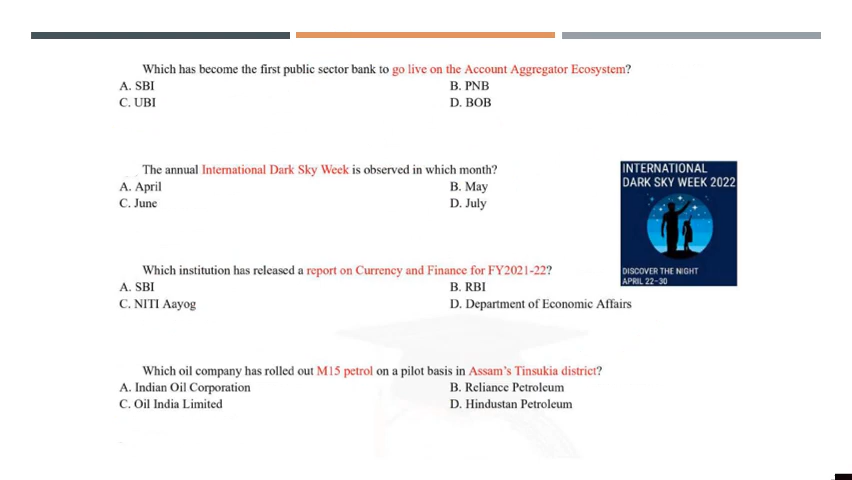 Which has become the first public sector bank to go live on the Account Aggregator Ecosystem?
A. SBI B. PNB
C. UBI D. BOB
The annual International Dark Sky Week is observed in which month?
A. April B. May
C. June D. July
INTERNATIONAL
DARK SKY WEEK 2022
DISCOVER THE NIGHT
APRIL 22-30
Which institution has released a report on Currency and Finance for FY2021-22?
A. SBI B. RBI
C. NITI Aayog D. Department of Economic Affairs
Which oil company has rolled out M15 petrol on a pilot basis in Assam's Tinsukia district?
A. Indian Oil Corporation B. Reliance Petroleum
C. Oil India Limited D. Hindustan Petroleum